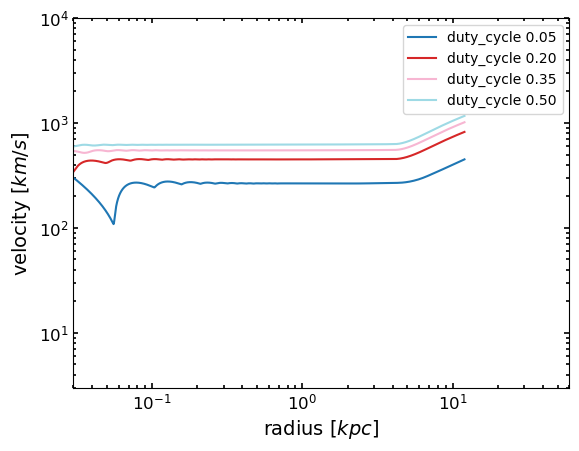 10^4
10^3
10^2
10^1
velocity [km/s]
duty_cycle 0.05
duty_cycle 0.20
duty_cycle 0.35
duty_cycle 0.50
10^-1
10^0
10^1
radius [kpc]